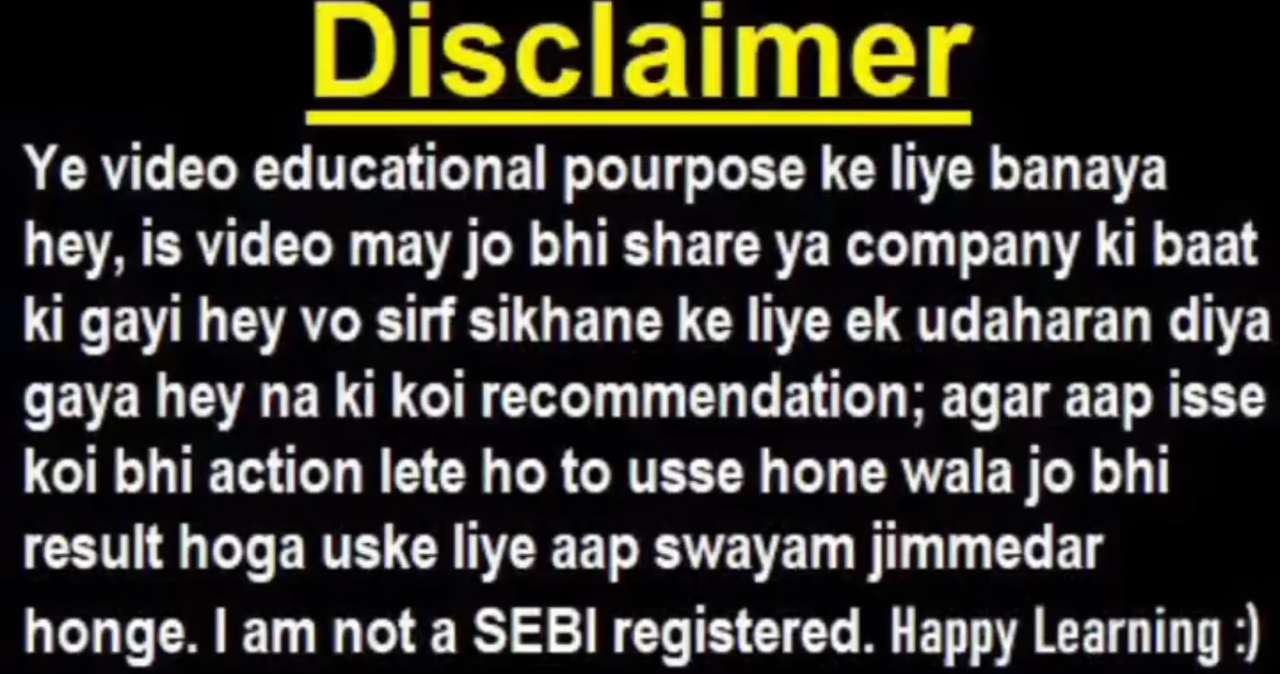 Disclaimer
Ye video educational pourpose ke liye banaya
hey, is video may jo bhi share ya company ki baat
ki gayi hey vo sirf sikhane ke liye ek udaharan diya
gaya hey na ki koi recommendation; agar aap isse
koi bhi action lete ho to usse hone wala jo bhi
result hoga uske liye aap swayam jimmedar
honge. I am not a SEBI registered. Happy Learning :)